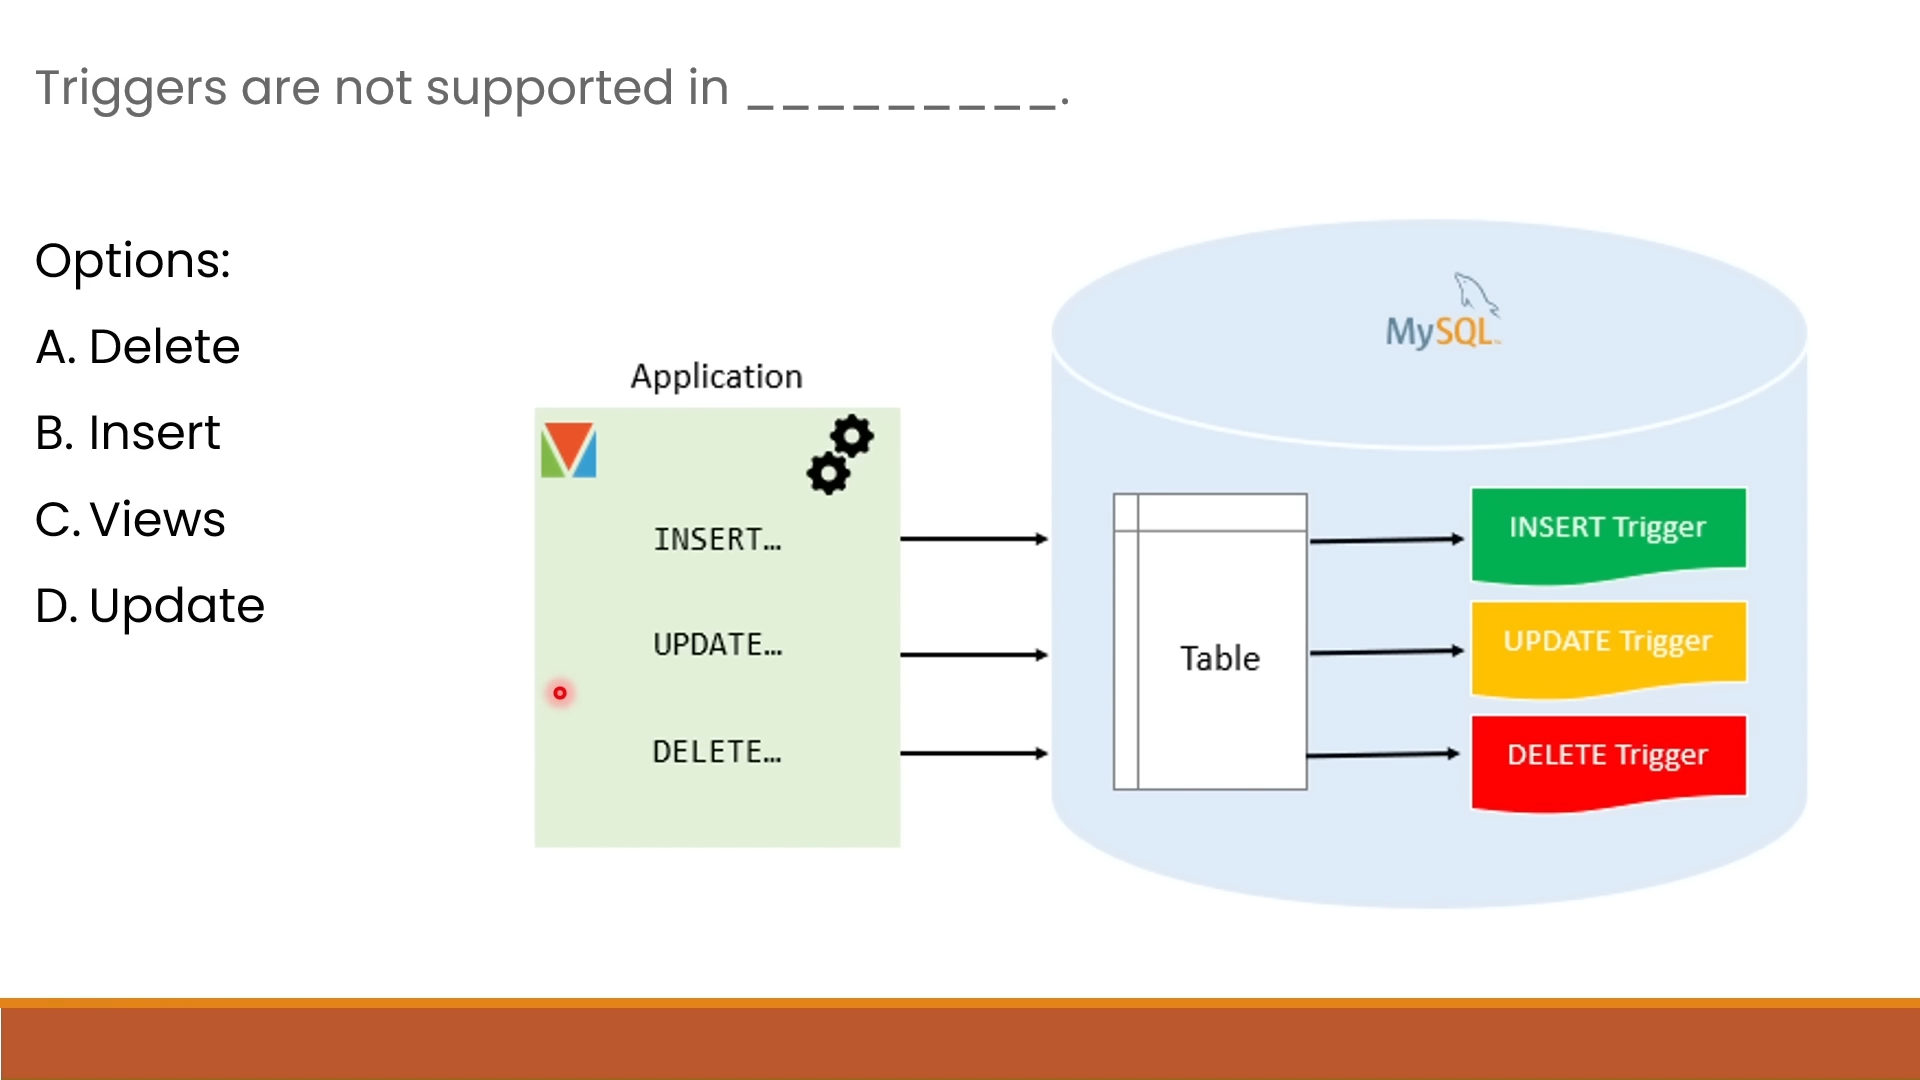 Triggers are not supported in _________.
Options:
A. Delete
B. Insert
C. Views
D. Update
Application
INSERT…
UPDATE…
DELETE…
MySQL
Table
INSERT Trigger
UPDATE Trigger
DELETE Trigger